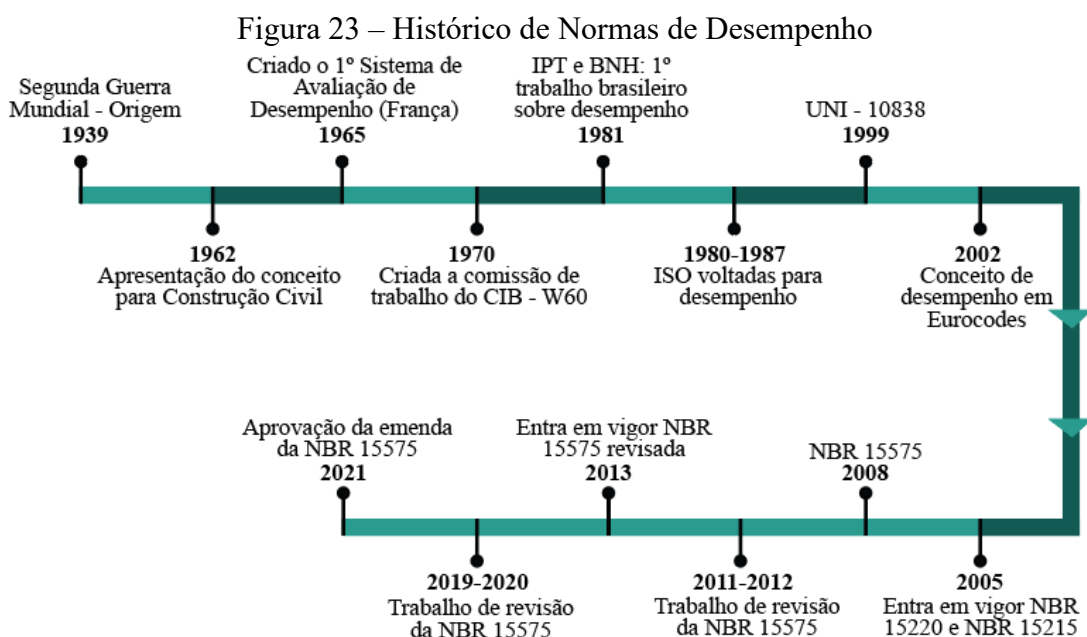 Figura 23 – Histórico de Normas de Desempenho
Segunda Guerra
Mundial - Origem
1939
Criado o 1º Sistema de
Avaliação de
Desempenho (França)
1965
IPT e BNH: 1º
trabalho brasileiro
sobre desempenho
1981
UNI - 10838
1999
1962
Apresentação do conceito
para Construção Civil
1970
Criada a comissão de
trabalho do CIB - W60
1980-1987
ISO voltadas para
desempenho
2002
Conceito de
desempenho em
Eurocodes
Aprovação da emenda
da NBR 15575
2021
Entra em vigor NBR
15575 revisada
2013
NBR 15575
2008
2019-2020
Trabalho de revisão
da NBR 15575
2011-2012
Trabalho de revisão
da NBR 15575
2005
Entra em vigor NBR
15220 e NBR 15215